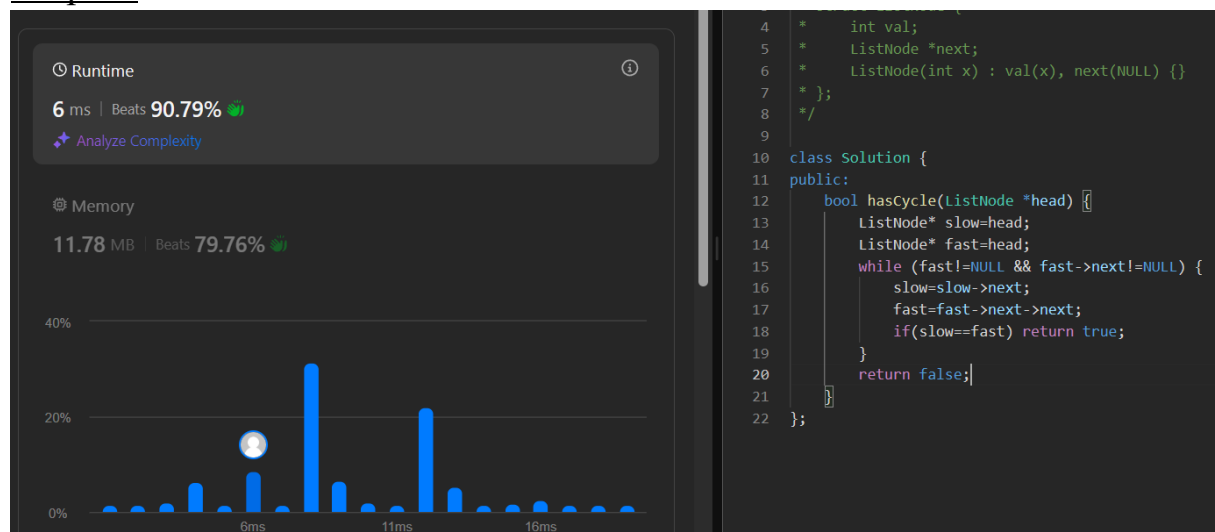 Runtime
6 ms | Beats 90.79%
Analyze Complexity
Memory
11.78 MB | Beats 79.76%
40%
20%
0%
6ms 11ms 16ms
4 * int val;
5 * ListNode *next;
6 * ListNode(int x) : val(x), next(NULL) {}
7 * };
8 */
9
10 class Solution {
11 public:
12 bool hasCycle(ListNode *head) {
13 ListNode* slow=head;
14 ListNode* fast=head;
15 while (fast!=NULL && fast->next!=NULL) {
16 slow=slow->next;
17 fast=fast->next->next;
18 if(slow==fast) return true;
19 }
20 return false;
21 }
22 };